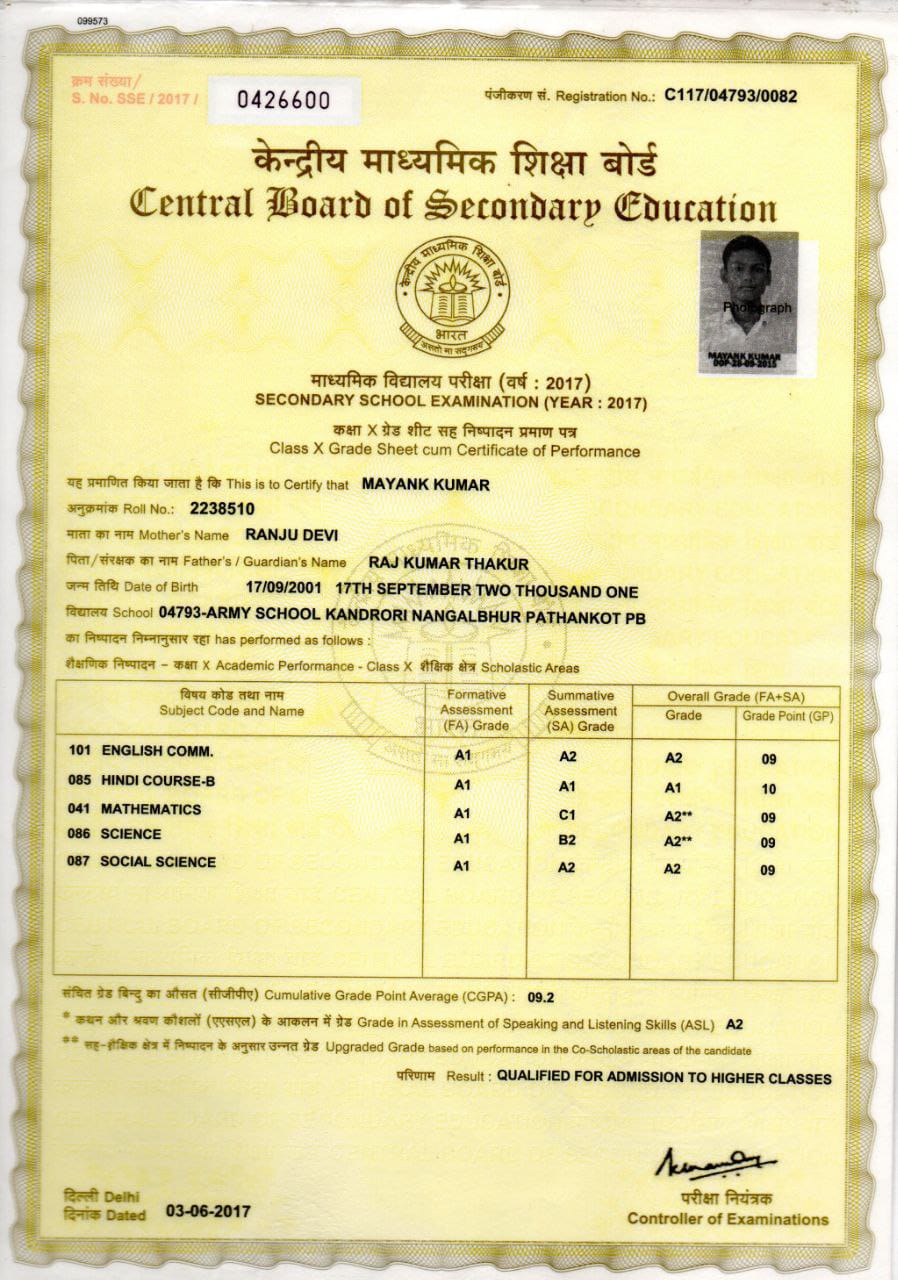 099573
क्रम संख्या/
S. No. SSE / 2017 / 0426600
पंजीकरण सं. Registration No.: C117/04793/0082
केन्द्रीय माध्यमिक शिक्षा बोर्ड
Central Board of Secondary Education
केन्द्रीय माध्यमिक शिक्षा बोर्ड
भारत
असतो मा सद्गमय
Photograph
MAYANK KUMAR
DOP-28-09-2015
माध्यमिक विद्यालय परीक्षा (वर्ष : 2017)
SECONDARY SCHOOL EXAMINATION (YEAR : 2017)
कक्षा X ग्रेड शीट सह निष्पादन प्रमाण पत्र
Class X Grade Sheet cum Certificate of Performance
यह प्रमाणित किया जाता है कि This is to Certify that MAYANK KUMAR
अनुक्रमांक Roll No.: 2238510
माता का नाम Mother's Name RANJU DEVI
पिता/संरक्षक का नाम Father's / Guardian's Name RAJ KUMAR THAKUR
जन्म तिथि Date of Birth 17/09/2001 17TH SEPTEMBER TWO THOUSAND ONE
विद्यालय School 04793-ARMY SCHOOL KANDRORI NANGALBHUR PATHANKOT PB
का निष्पादन निम्नानुसार रहा has performed as follows :
शैक्षणिक निष्पादन – कक्षा X Academic Performance - Class X शैक्षिक क्षेत्र Scholastic Areas
विषय कोड तथा नाम
Subject Code and Name
Formative
Assessment
(FA) Grade
Summative
Assessment
(SA) Grade
Overall Grade (FA+SA)
Grade Grade Point (GP)
101 ENGLISH COMM. A1 A2 A2 09
085 HINDI COURSE-B A1 A1 A1 10
041 MATHEMATICS A1 C1 A2** 09
086 SCIENCE A1 B2 A2** 09
087 SOCIAL SCIENCE A1 A2 A2 09
संचित ग्रेड बिन्दु का औसत (सीजीपीए) Cumulative Grade Point Average (CGPA) : 09.2
* कथन और श्रवण कौशलों (एएसएल) के आकलन में ग्रेड Grade in Assessment of Speaking and Listening Skills (ASL) A2
** सह-शैक्षिक क्षेत्र में निष्पादन के अनुसार उन्नत ग्रेड Upgraded Grade based on performance in the Co-Scholastic areas of the candidate
परिणाम Result : QUALIFIED FOR ADMISSION TO HIGHER CLASSES
दिल्ली Delhi
दिनांक Dated 03-06-2017
परीक्षा नियंत्रक
Controller of Examinations